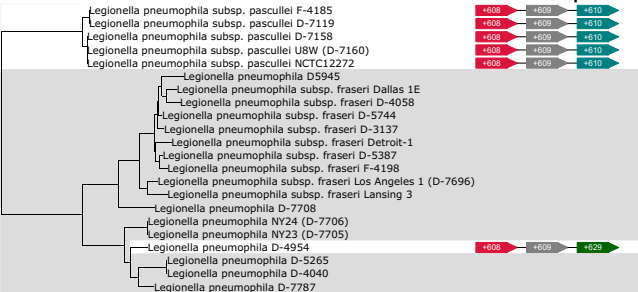 Legionella pneumophila subsp. pascullei F-4185 +608 +609 +610
Legionella pneumophila subsp. pascullei D-7119 +608 +609 +610
Legionella pneumophila subsp. pascullei D-7158 +608 +609 +610
Legionella pneumophila subsp. pascullei U8W (D-7160) +608 +609 +610
Legionella pneumophila subsp. pascullei NCTC12272 +608 +609 +610
Legionella pneumophila D5945
Legionella pneumophila subsp. fraseri Dallas 1E
Legionella pneumophila subsp. fraseri D-4058
Legionella pneumophila subsp. fraseri D-5744
Legionella pneumophila subsp. fraseri D-3137
Legionella pneumophila subsp. fraseri Detroit-1
Legionella pneumophila subsp. fraseri D-5387
Legionella pneumophila subsp. fraseri F-4198
Legionella pneumophila subsp. fraseri Los Angeles 1 (D-7696)
Legionella pneumophila subsp. fraseri Lansing 3
Legionella pneumophila D-7708
Legionella pneumophila NY24 (D-7706)
Legionella pneumophila NY23 (D-7705)
Legionella pneumophila D-4954 +608 +609 +629
Legionella pneumophila D-5265
Legionella pneumophila D-4040
Legionella pneumophila D-7787